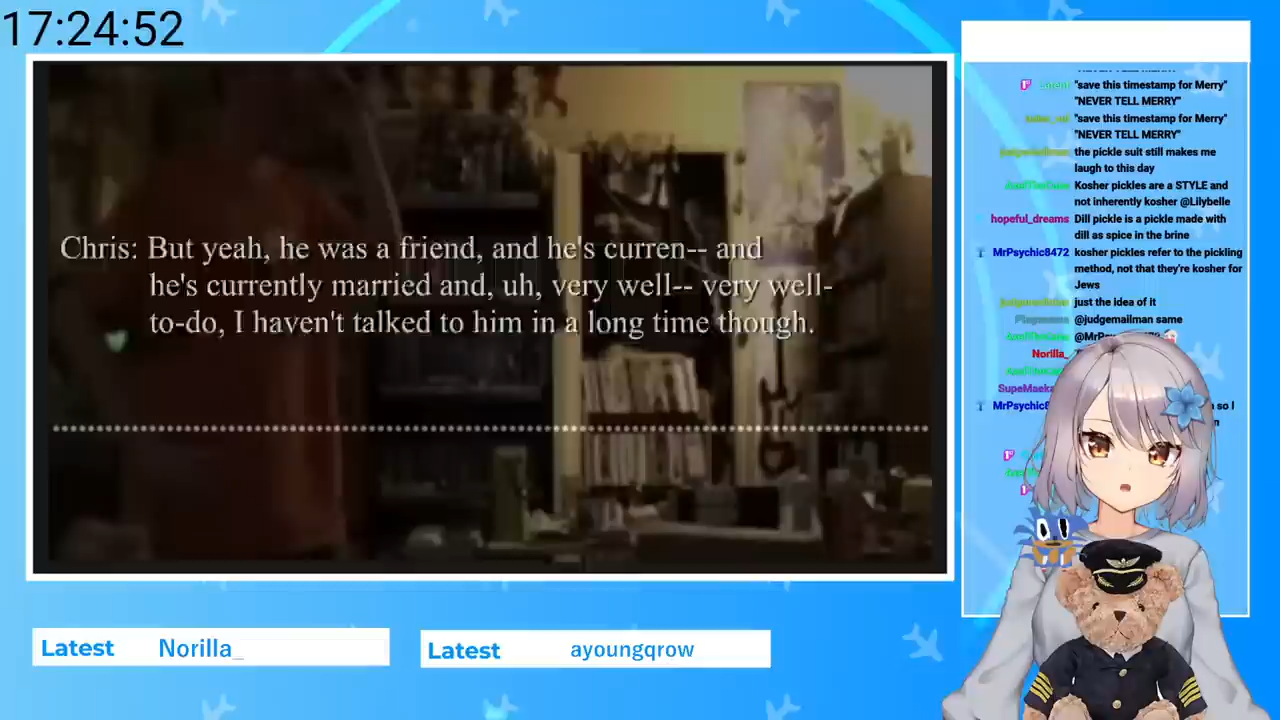 17:24:52
Chris: But yeah, he was a friend, and he's curren-- and
he's currently married and, uh, very well-- very well-
to-do, I haven't talked to him in a long time though.
"save this timestamp for Merry"
"NEVER TELL MERRY"
"save this timestamp for Merry"
"NEVER TELL MERRY"
judgemailman the pickle suit still makes me
laugh to this day
Kosher pickles are a STYLE and
not inherently kosher @Lilybelle
hopeful_dreams Dill pickle is a pickle made with
dill as spice in the brine
MrPsychic8472 kosher pickles refer to the pickling
method, not that they're kosher for
Jews
judgemailman just the idea of it
@judgemailman same
Norilla_
so I
Latest Norilla_
Latest ayoungqrow